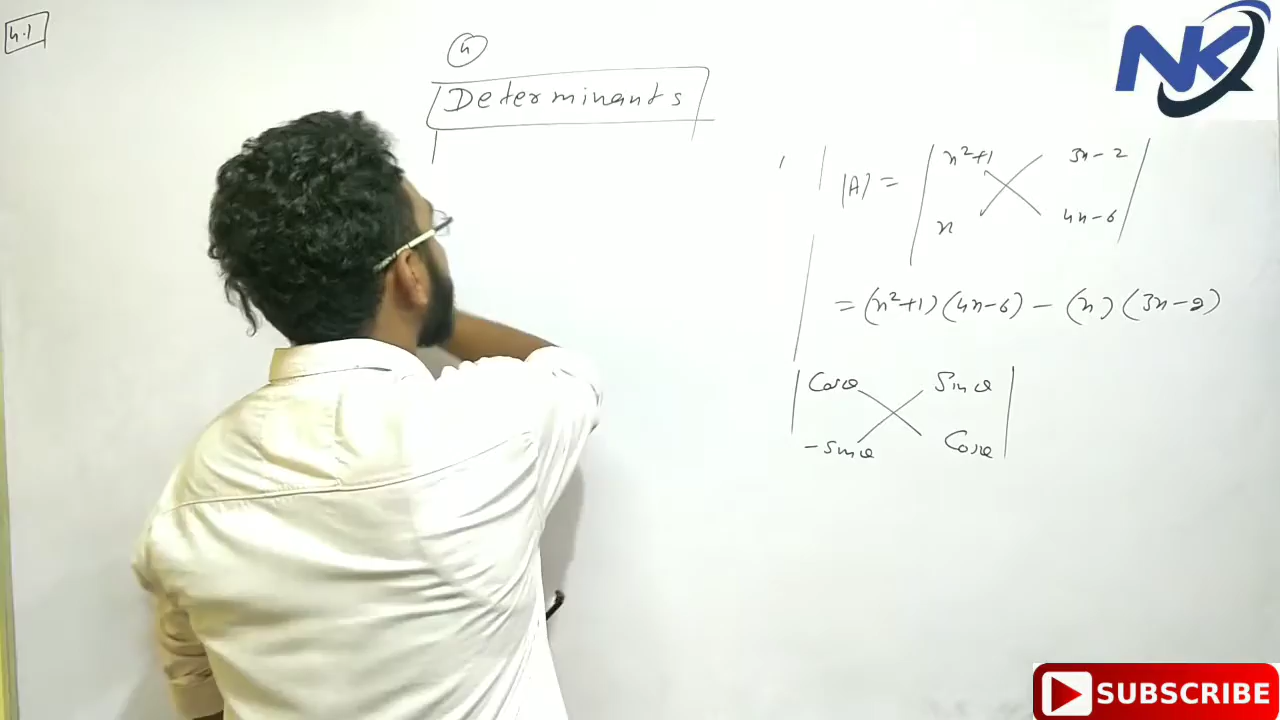 4.1
4
Determinants
|A| = | x²+1 3x-2 |
| x 4x-6 |
= (x²+1)(4x-6) - (x)(3x-2)
| Cosθ Sinθ |
| -Sinθ Cosθ |
NK
SUBSCRIBE